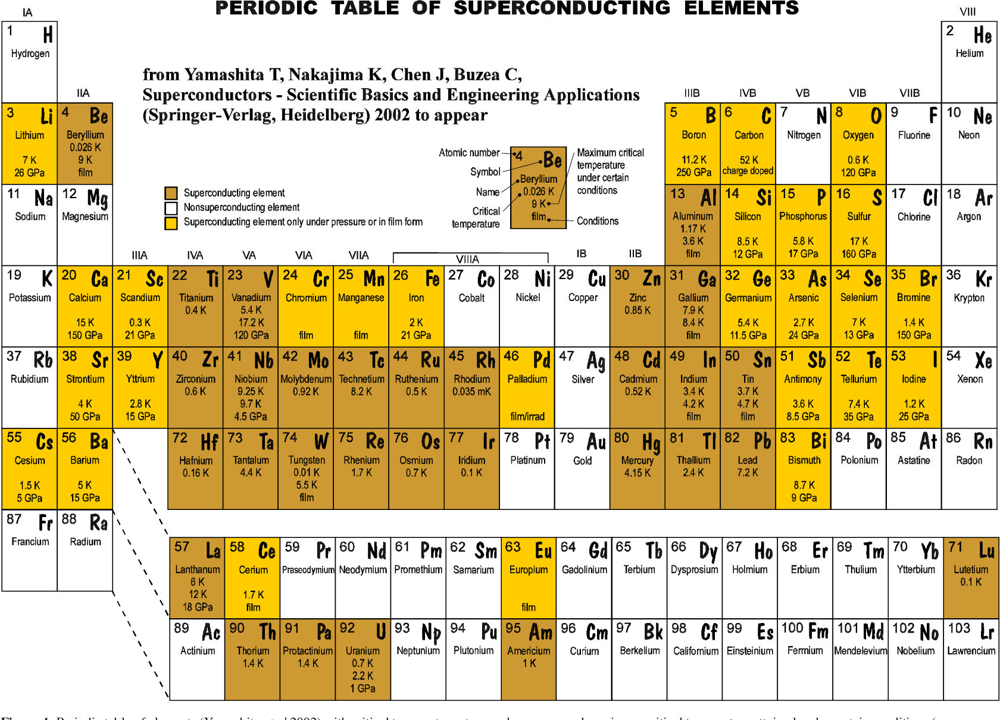 PERIODIC TABLE OF SUPERCONDUCTING ELEMENTS
IA
VIII
1 H
Hydrogen
2 He
Helium
from Yamashita T, Nakajima K, Chen J, Buzea C,
Superconductors - Scientific Basics and Engineering Applications
(Springer-Verlag, Heidelberg) 2002 to appear
IIA
IIIB
IVB
VB
VIB
VIIB
3 Li
Lithium
7 K
26 GPa
4 Be
Beryllium
0.026 K
9 K
film
5 B
Boron
11.2 K
250 GPa
6 C
Carbon
52 K
charge doped
7 N
Nitrogen
8 O
Oxygen
0.6 K
120 GPa
9 F
Fluorine
10 Ne
Neon
Atomic number
Symbol
Name
Critical
temperature
4 Be
Beryllium
0.026 K
9 K
film
Maximum critical
temperature
under certain
conditions
Conditions
Superconducting element
Nonsuperconducting element
Superconducting element only under pressure or in film form
11 Na
Sodium
12 Mg
Magnesium
13 Al
Aluminum
1.17 K
3.6 K
film
14 Si
Silicon
8.5 K
12 GPa
15 P
Phosphorus
5.8 K
17 GPa
16 S
Sulfur
17 K
160 GPa
17 Cl
Chlorine
18 Ar
Argon
IIIA
IVA
VA
VIA
VIIA
VIIIA
IB
IIB
19 K
Potassium
20 Ca
Calcium
15 K
150 GPa
21 Sc
Scandium
0.3 K
21 GPa
22 Ti
Titanium
0.4 K
23 V
Vanadium
5.4 K
17.2 K
120 GPa
24 Cr
Chromium
film
25 Mn
Manganese
film
26 Fe
Iron
2 K
21 GPa
27 Co
Cobalt
28 Ni
Nickel
29 Cu
Copper
30 Zn
Zinc
0.85 K
31 Ga
Gallium
7.9 K
8.4 K
film
32 Ge
Germanium
5.4 K
11.5 GPa
33 As
Arsenic
2.7 K
24 GPa
34 Se
Selenium
7 K
13 GPa
35 Br
Bromine
1.4 K
150 GPa
36 Kr
Krypton
37 Rb
Rubidium
38 Sr
Strontium
4 K
50 GPa
39 Y
Yttrium
2.8 K
15 GPa
40 Zr
Zirconium
0.6 K
41 Nb
Niobium
9.25 K
9.7 K
4.5 GPa
42 Mo
Molybdenum
0.92 K
43 Tc
Technetium
8.2 K
44 Ru
Ruthenium
0.5 K
45 Rh
Rhodium
0.035 mK
46 Pd
Palladium
film/irrad
47 Ag
Silver
48 Cd
Cadmium
0.52 K
49 In
Indium
3.4 K
4.2 K
film
50 Sn
Tin
3.7 K
4.7 K
film
51 Sb
Antimony
3.6 K
8.5 GPa
52 Te
Tellurium
7.4 K
35 GPa
53 I
Iodine
1.2 K
25 GPa
54 Xe
Xenon
55 Cs
Cesium
1.5 K
5 GPa
56 Ba
Barium
5 K
15 GPa
72 Hf
Hafnium
0.16 K
73 Ta
Tantalum
4.4 K
74 W
Tungsten
0.01 K
5.5 K
film
75 Re
Rhenium
1.7 K
76 Os
Osmium
0.7 K
77 Ir
Iridium
0.1 K
78 Pt
Platinum
79 Au
Gold
80 Hg
Mercury
4.15 K
81 Tl
Thallium
2.4 K
82 Pb
Lead
7.2 K
83 Bi
Bismuth
8.7 K
9 GPa
84 Po
Polonium
85 At
Astatine
86 Rn
Radon
87 Fr
Francium
88 Ra
Radium
57 La
Lanthanum
6 K
12 K
18 GPa
58 Ce
Cerium
1.7 K
film
59 Pr
Praseodymium
60 Nd
Neodymium
61 Pm
Promethium
62 Sm
Samarium
63 Eu
Europium
film
64 Gd
Gadolinium
65 Tb
Terbium
66 Dy
Dysprosium
67 Ho
Holmium
68 Er
Erbium
69 Tm
Thulium
70 Yb
Ytterbium
71 Lu
Lutetium
0.1 K
89 Ac
Actinium
90 Th
Thorium
1.4 K
91 Pa
Protactinium
1.4 K
92 U
Uranium
0.7 K
2.2 K
1 GPa
93 Np
Neptunium
94 Pu
Plutonium
95 Am
Americium
1 K
96 Cm
Curium
97 Bk
Berkelium
98 Cf
Californium
99 Es
Einsteinium
100 Fm
Fermium
101 Md
Mendelevium
102 No
Nobelium
103 Lr
Lawrencium